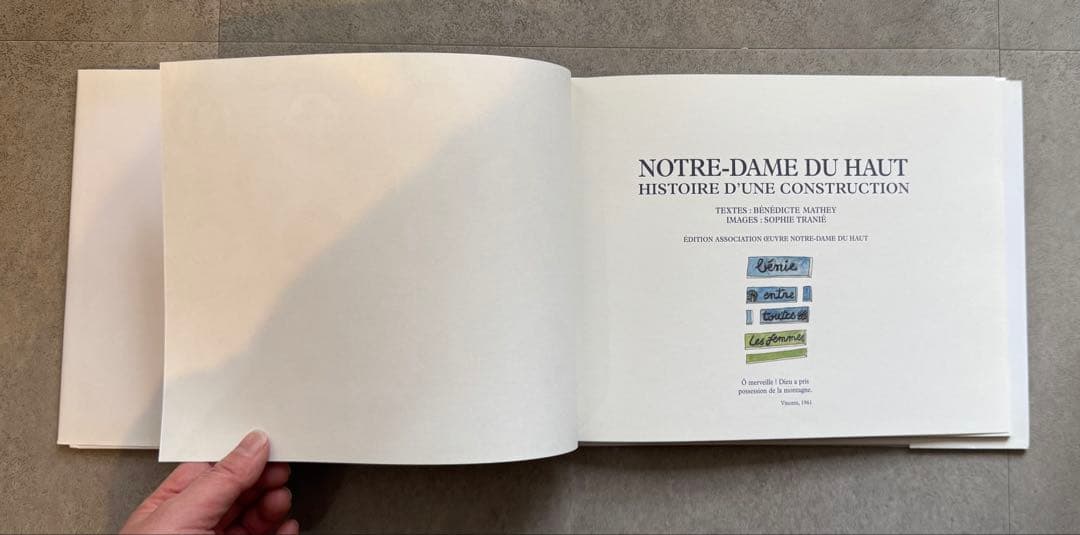 NOTRE-DAME DU HAUT
HISTOIRE D'UNE CONSTRUCTION
TEXTES : BÉNÉDICTE MATHEY
IMAGES : SOPHIE TRANIÉ
ÉDITION ASSOCIATION ŒUVRE NOTRE-DAME DU HAUT
bénie
entre
toutes
les femmes
Ô merveille ! Dieu a pris
possession de la montagne.
Vincent, 1961